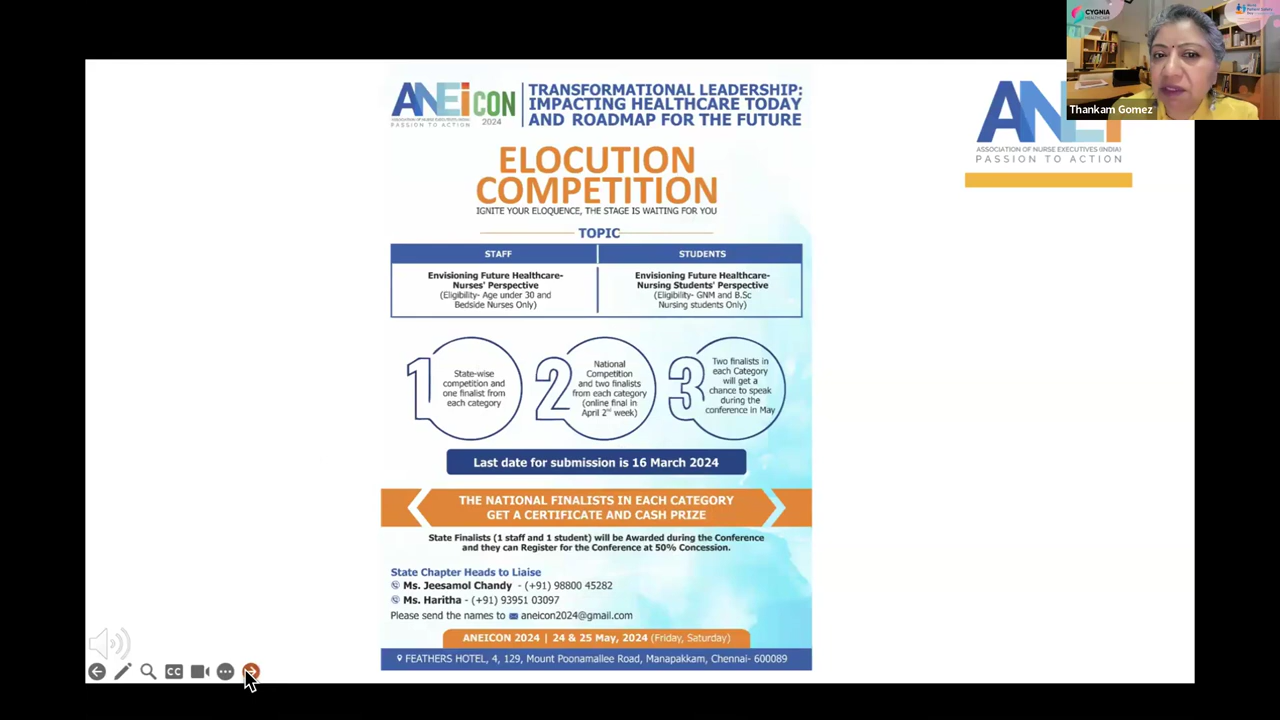 ANEiCON
2024
ASSOCIATION OF NURSE EXECUTIVES (INDIA)
PASSION TO ACTION
TRANSFORMATIONAL LEADERSHIP:
IMPACTING HEALTHCARE TODAY
AND ROADMAP FOR THE FUTURE
ELOCUTION
COMPETITION
IGNITE YOUR ELOQUENCE, THE STAGE IS WAITING FOR YOU
TOPIC
STAFF
Envisioning Future Healthcare-
Nurses' Perspective
(Eligibility- Age under 30 and
Bedside Nurses Only)
STUDENTS
Envisioning Future Healthcare-
Nursing Students' Perspective
(Eligibility- GNM and B.Sc
Nursing students Only)
1
State-wise
competition and
one finalist from
each category
2
National
Competition
and two finalists
from each category
(online final in
April 2nd week)
3
Two finalists in
each Category
will get a
chance to speak
during the
conference in May
Last date for submission is 16 March 2024
THE NATIONAL FINALISTS IN EACH CATEGORY
GET A CERTIFICATE AND CASH PRIZE
State Finalists (1 staff and 1 student) will be Awarded during the Conference
and they can Register for the Conference at 50% Concession.
State Chapter Heads to Liaise
Ms. Jeesamol Chandy - (+91) 98800 45282
Ms. Haritha - (+91) 93951 03097
Please send the names to aneicon2024@gmail.com
ANEICON 2024 | 24 & 25 May, 2024 (Friday, Saturday)
FEATHERS HOTEL, 4, 129, Mount Poonamallee Road, Manapakkam, Chennai- 600089
CYGNIA
HEALTHCARE
Thankam Gomez
ANEI
ASSOCIATION OF NURSE EXECUTIVES (INDIA)
PASSION TO ACTION
CC